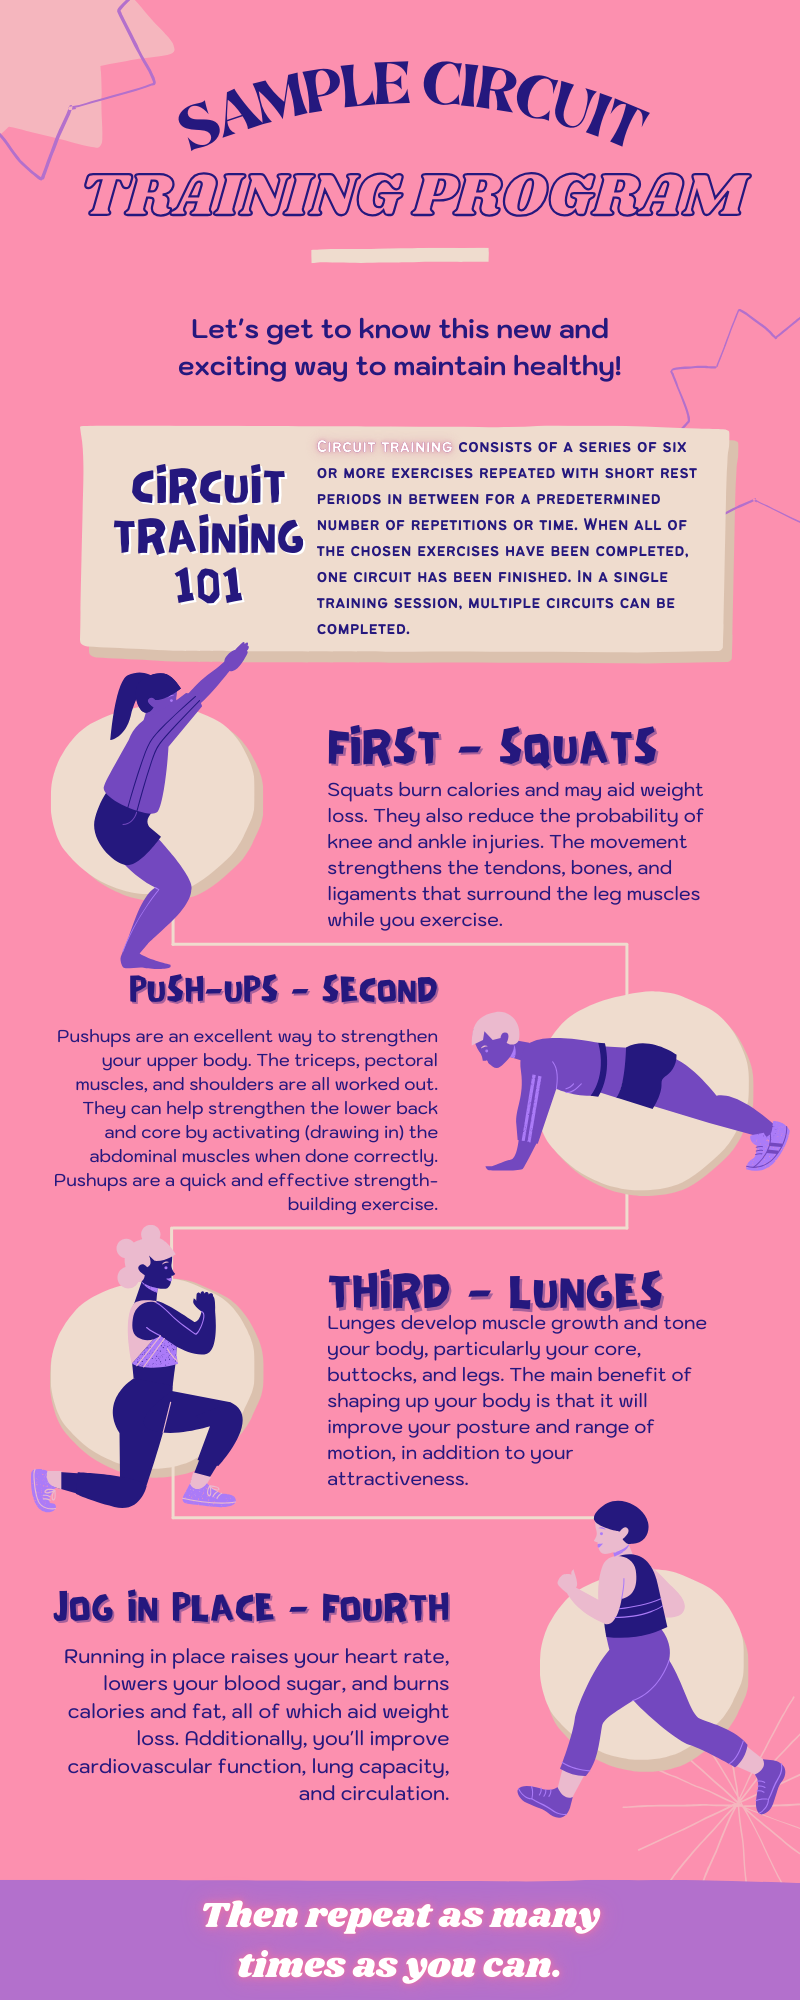 SAMPLE CIRCUIT
TRAINING PROGRAM
Let's get to know this new and
exciting way to maintain healthy!
CIRCUIT
TRAINING
101
Circuit training consists of a series of six
or more exercises repeated with short rest
periods in between for a predetermined
number of repetitions or time. When all of
the chosen exercises have been completed,
one circuit has been finished. In a single
training session, multiple circuits can be
completed.
FIRST - SQUATS
Squats burn calories and may aid weight
loss. They also reduce the probability of
knee and ankle injuries. The movement
strengthens the tendons, bones, and
ligaments that surround the leg muscles
while you exercise.
PUSH-UPS - SECOND
Pushups are an excellent way to strengthen
your upper body. The triceps, pectoral
muscles, and shoulders are all worked out.
They can help strengthen the lower back
and core by activating (drawing in) the
abdominal muscles when done correctly.
Pushups are a quick and effective strength-
building exercise.
THIRD - LUNGES
Lunges develop muscle growth and tone
your body, particularly your core,
buttocks, and legs. The main benefit of
shaping up your body is that it will
improve your posture and range of
motion, in addition to your
attractiveness.
JOG IN PLACE - FOURTH
Running in place raises your heart rate,
lowers your blood sugar, and burns
calories and fat, all of which aid weight
loss. Additionally, you'll improve
cardiovascular function, lung capacity,
and circulation.
Then repeat as many
times as you can.